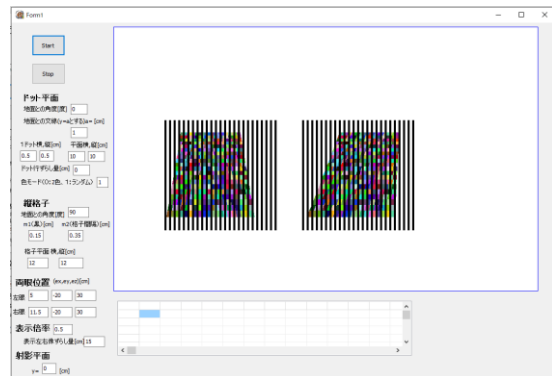 Form1
Start
Stop
ドット平面
地面との角度[度] 0
地面との交線(y=aとする)a= [cm]
1
1ドット横,縦[cm] 平面横,縦[cm]
0.5 0.5 10 10
ドット行ずらし量[cm] 0
色モード(0:2色、1:ランダム) 1
縦格子
地面との角度[度] 90
m1(黒)[cm] m2(格子間隔)[cm]
0.15 0.35
格子平面 横,縦[cm]
12 12
両眼位置 (ex,ey,ez)[cm]
左眼 5 -20 30
右眼 11.5 -20 30
表示倍率 0.5
表示左右像ずらし量[cm] 15
射影平面
y= 0 [cm]